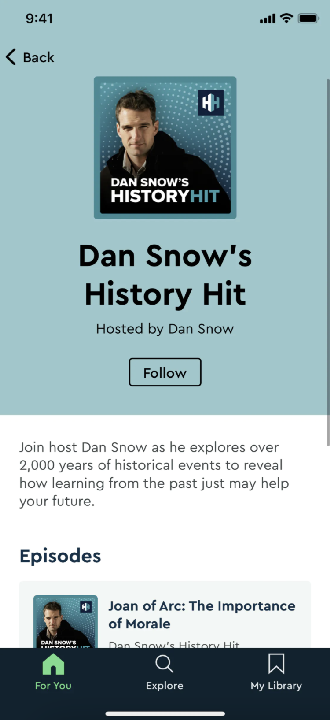 9:41
Back
H
DAN SNOW'S
HISTORYHIT
Dan Snow's
History Hit
Hosted by Dan Snow
Follow
Join host Dan Snow as he explores over
2,000 years of historical events to reveal
how learning from the past just may help
your future.
Episodes
Joan of Arc: The Importance
of Morale
DAN SNOW'S
Dan Snow's History Hit
For You
Explore
My Library